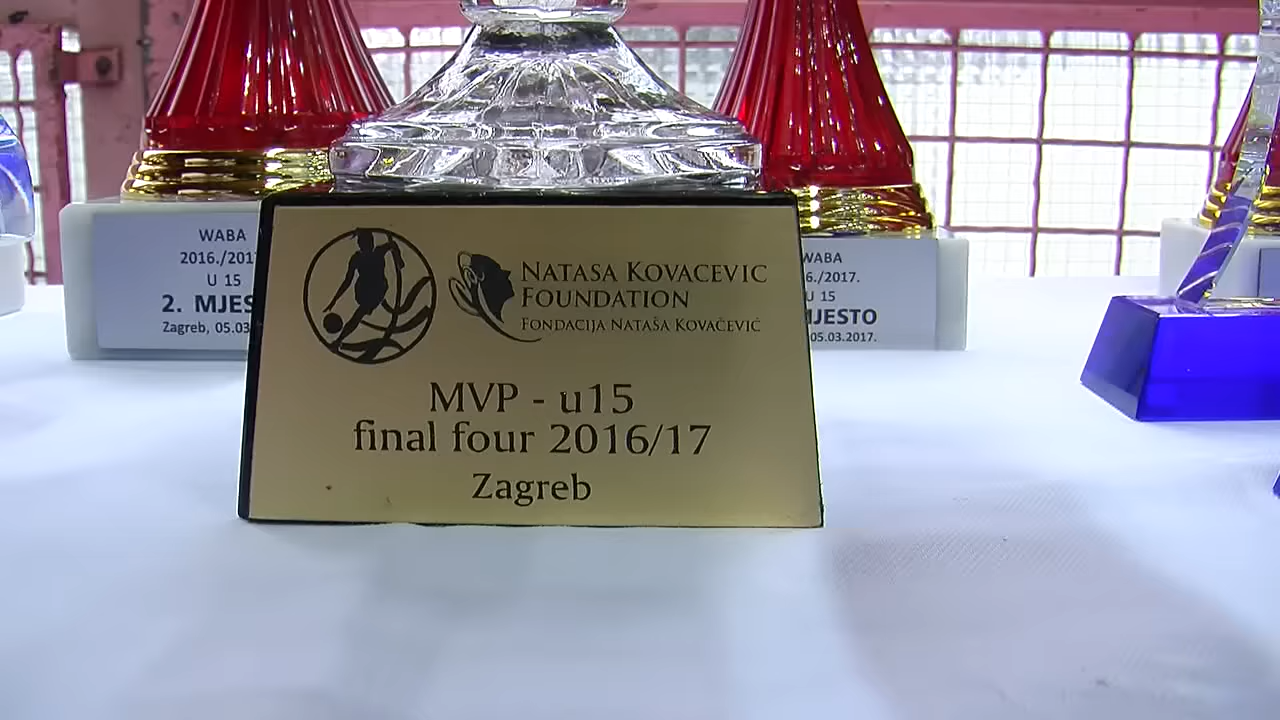 WABA
2016./201
U 15
2. MJES
Zagreb, 05.03
NATASA KOVACEVIC
FOUNDATION
FONDACIJA NATAŠA KOVAČEVIĆ
MVP - u15
final four 2016/17
Zagreb
WABA
6./2017.
U 15
MJESTO
05.03.2017.